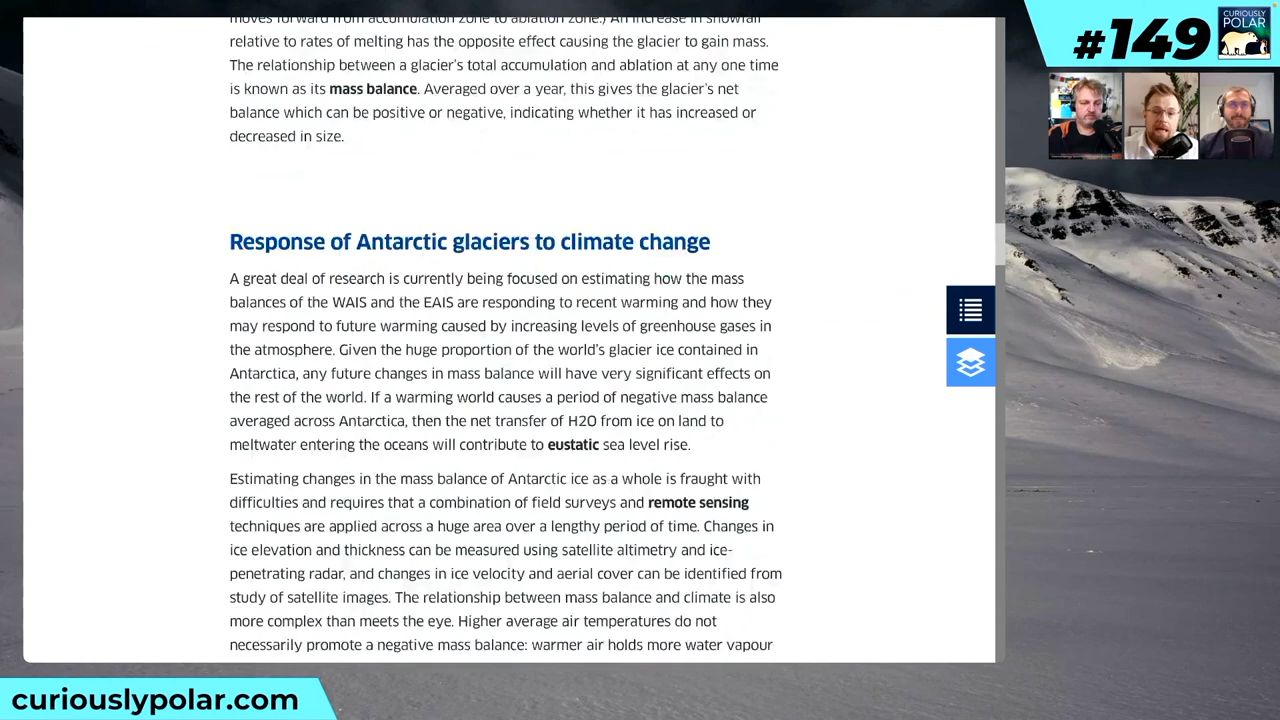 moves forward from accumulation zone to ablation zone.) An increase in snowfall
relative to rates of melting has the opposite effect causing the glacier to gain mass.
The relationship between a glacier's total accumulation and ablation at any one time
is known as its mass balance. Averaged over a year, this gives the glacier's net
balance which can be positive or negative, indicating whether it has increased or
decreased in size.
Response of Antarctic glaciers to climate change
A great deal of research is currently being focused on estimating how the mass
balances of the WAIS and the EAIS are responding to recent warming and how they
may respond to future warming caused by increasing levels of greenhouse gases in
the atmosphere. Given the huge proportion of the world's glacier ice contained in
Antarctica, any future changes in mass balance will have very significant effects on
the rest of the world. If a warming world causes a period of negative mass balance
averaged across Antarctica, then the net transfer of H2O from ice on land to
meltwater entering the oceans will contribute to eustatic sea level rise.
Estimating changes in the mass balance of Antarctic ice as a whole is fraught with
difficulties and requires that a combination of field surveys and remote sensing
techniques are applied across a huge area over a lengthy period of time. Changes in
ice elevation and thickness can be measured using satellite altimetry and ice-
penetrating radar, and changes in ice velocity and aerial cover can be identified from
study of satellite images. The relationship between mass balance and climate is also
more complex than meets the eye. Higher average air temperatures do not
necessarily promote a negative mass balance: warmer air holds more water vapour
#149
CURIOUSLY
POLAR
curiouslypolar.com